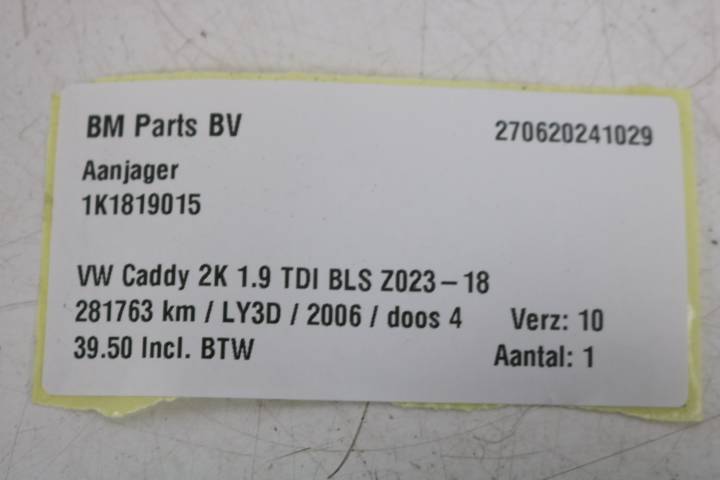 BM Parts BV 270620241029
Aanjager
1K1819015
VW Caddy 2K 1.9 TDI BLS Z023-18
281763 km / LY3D / 2006 / doos 4 Verz: 10
39.50 Incl. BTW Aantal: 1